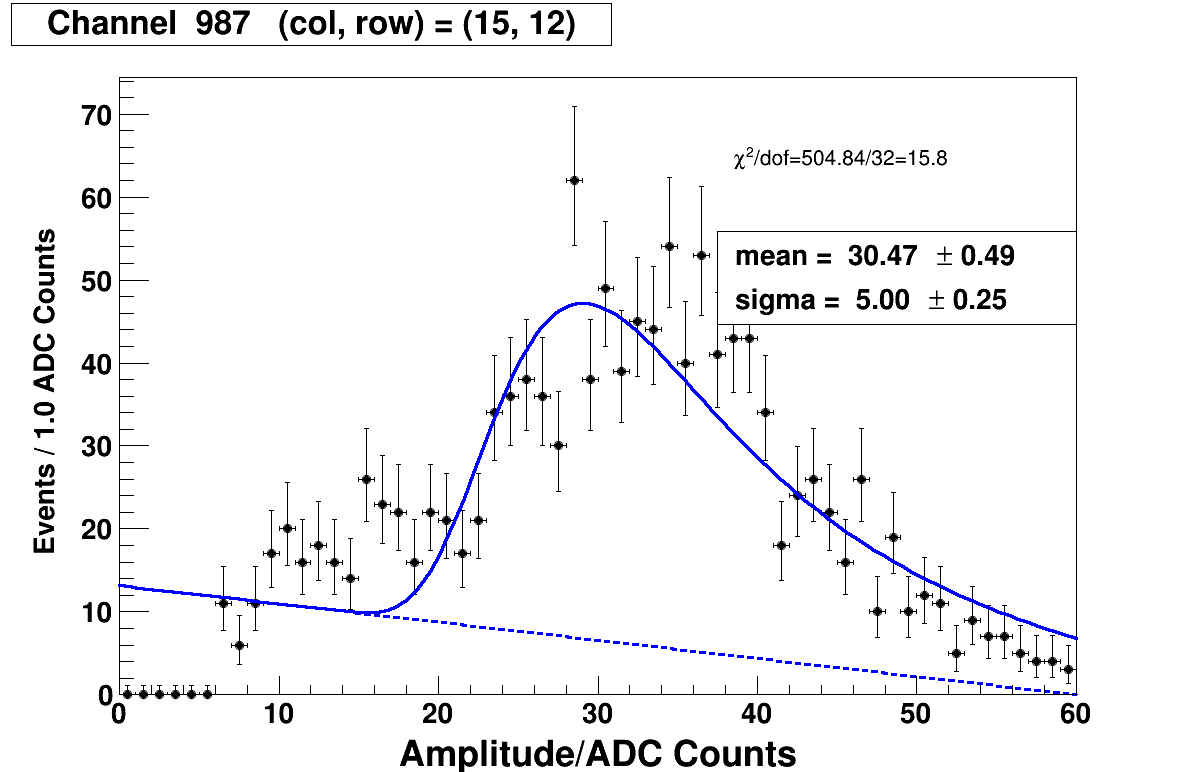 Channel 987 (col, row) = (15, 12)
70
60
50
40
30
20
10
0
Events / 1.0 ADC Counts
χ²/dof=504.84/32=15.8
mean = 30.47 ± 0.49
sigma = 5.00 ± 0.25
0 10 20 30 40 50 60
Amplitude/ADC Counts